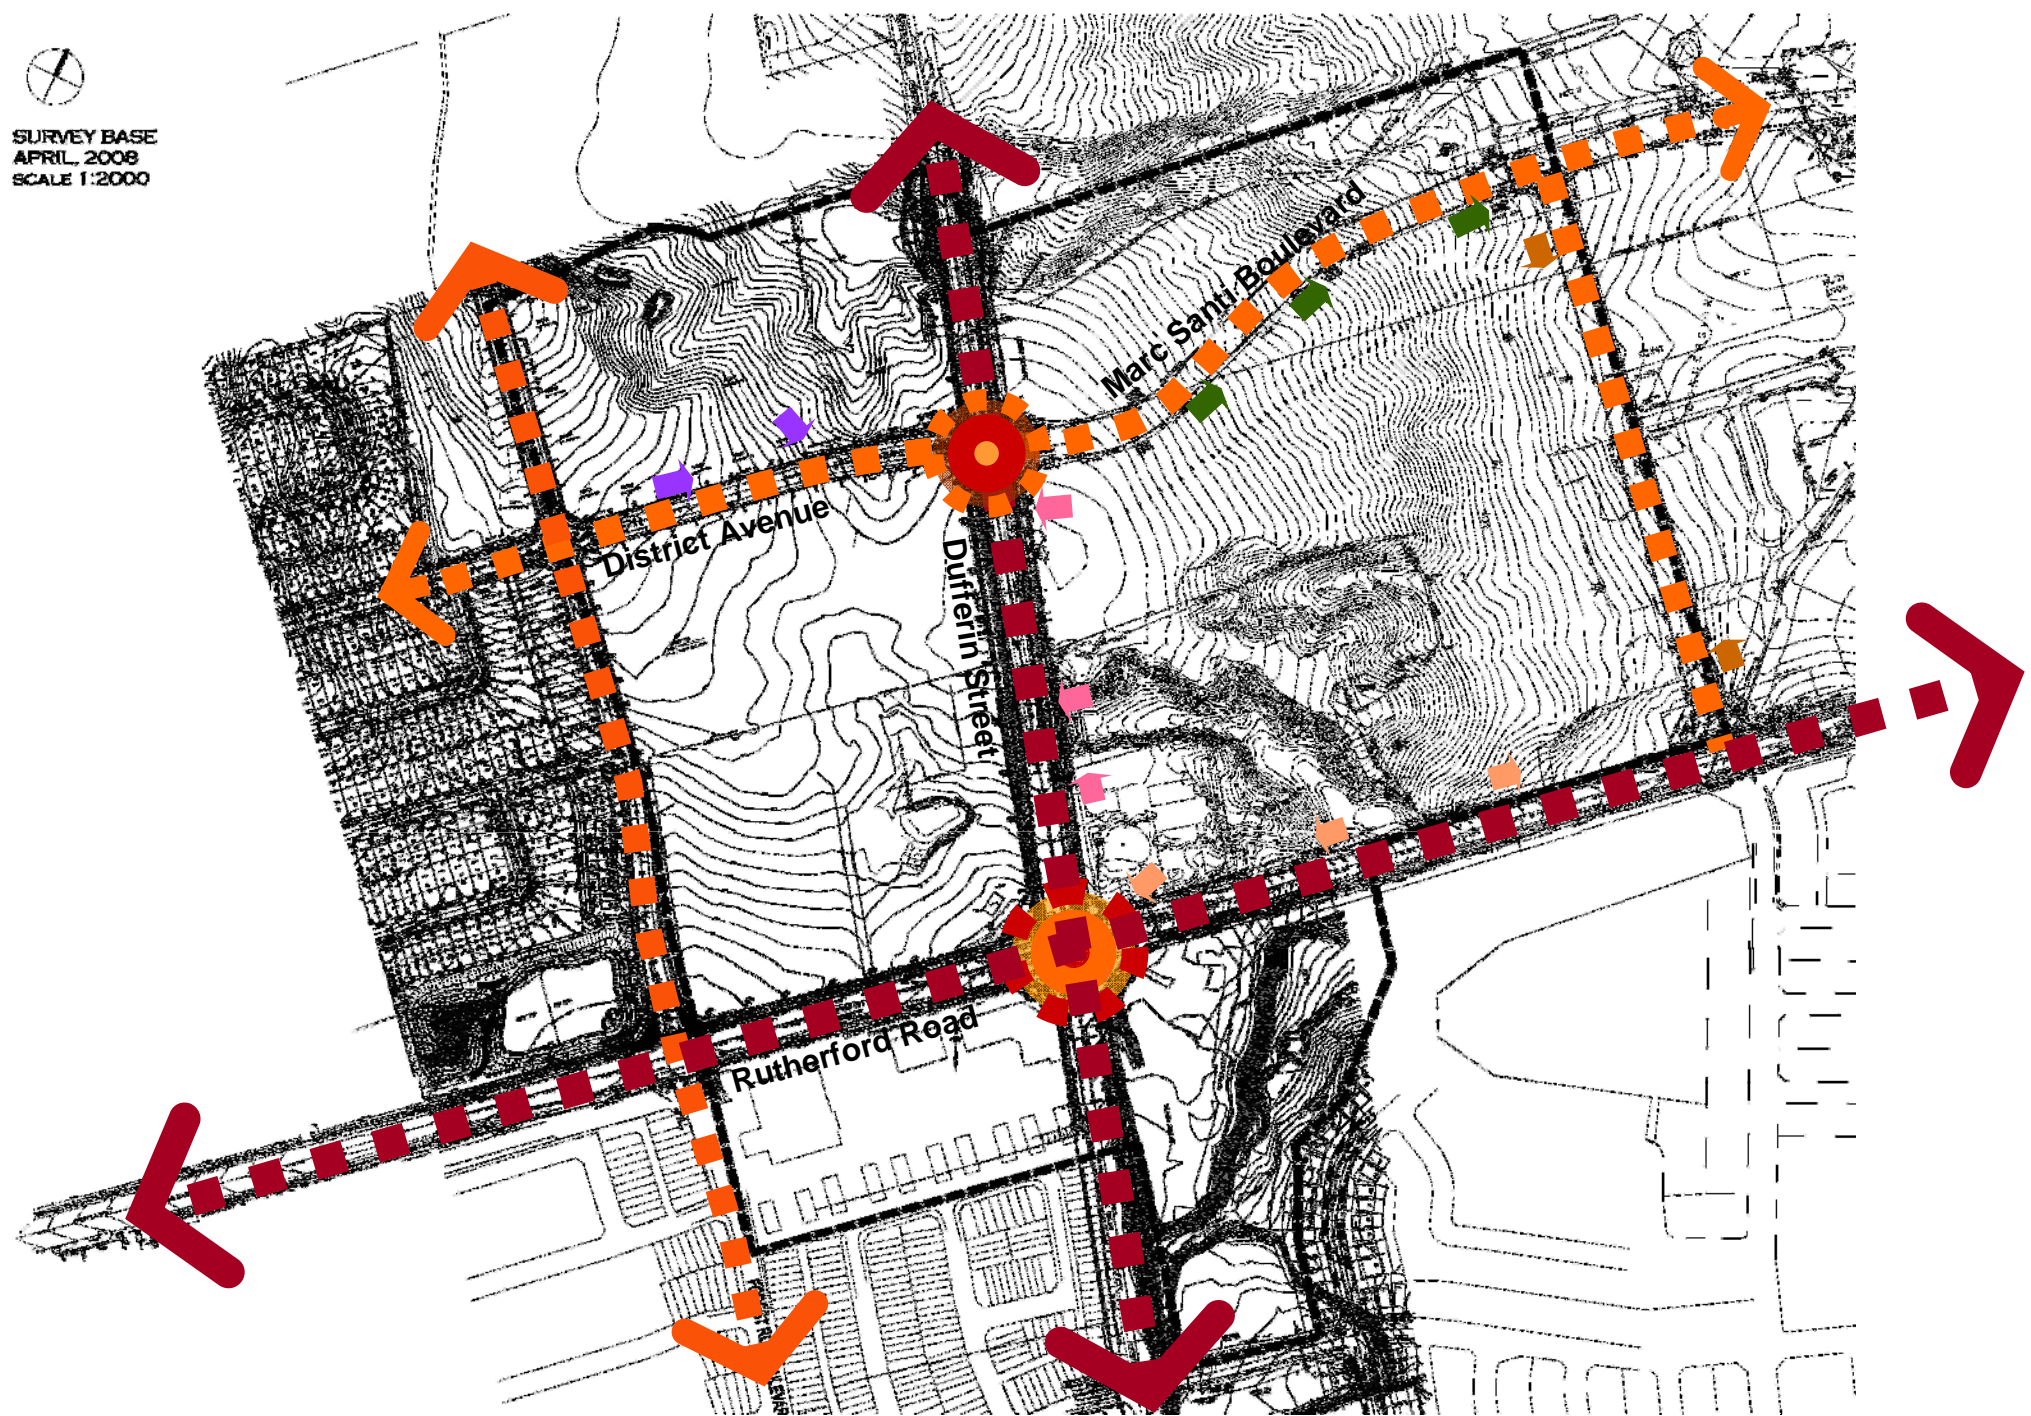 SURVEY BASE
APRIL, 2008
SCALE 1:2000
Marc Santi Boulevard
District Avenue
Dufferin Street
Rutherford Road